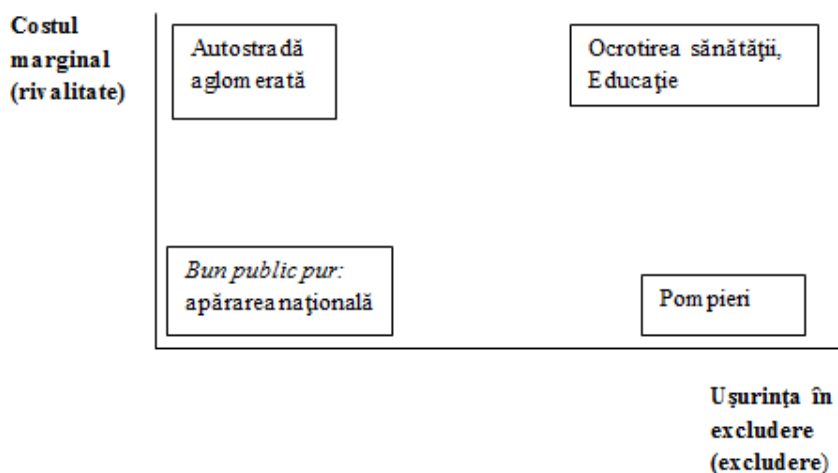 Costul
marginal
(rivalitate)
Autostradă
aglomerată
Ocrotirea sănătăţii,
Educaţie
Bun public pur:
apărarea naţională
Pompieri
Uşurinţa în
excludere
(excludere)